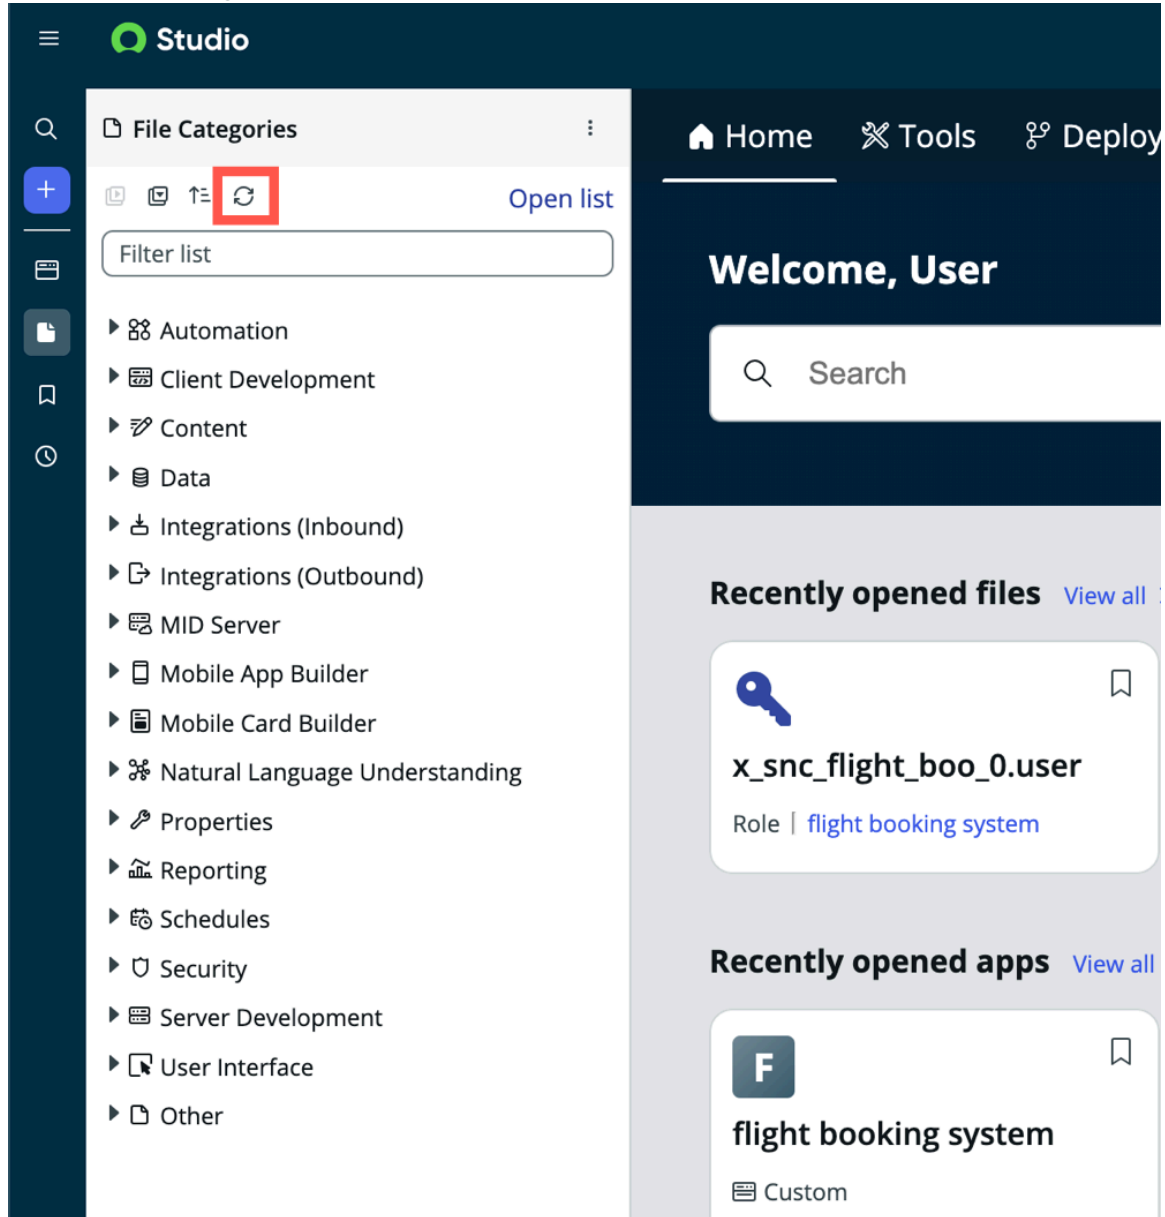 Studio
File Categories
Open list
Filter list
Automation
Client Development
Content
Data
Integrations (Inbound)
Integrations (Outbound)
MID Server
Mobile App Builder
Mobile Card Builder
Natural Language Understanding
Properties
Reporting
Schedules
Security
Server Development
User Interface
Other
Home
Tools
Deploy
Welcome, User
Search
Recently opened files View all
x_snc_flight_boo_0.user
Role | flight booking system
Recently opened apps View all
F
flight booking system
Custom